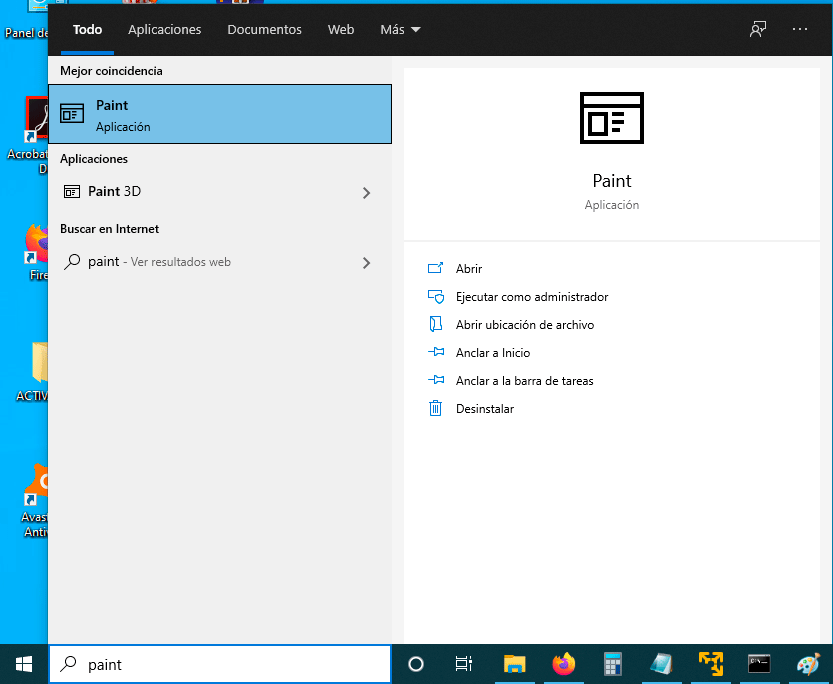 Panel de
Todo
Aplicaciones
Documentos
Web
Más
Mejor coincidencia
Paint
Aplicación
Aplicaciones
Paint 3D
Buscar en Internet
paint - Ver resultados web
Paint
Aplicación
Abrir
Ejecutar como administrador
Abrir ubicación de archivo
Anclar a Inicio
Anclar a la barra de tareas
Desinstalar
Acrobat
D
Fire
ACTIV
Avas
Anti
paint